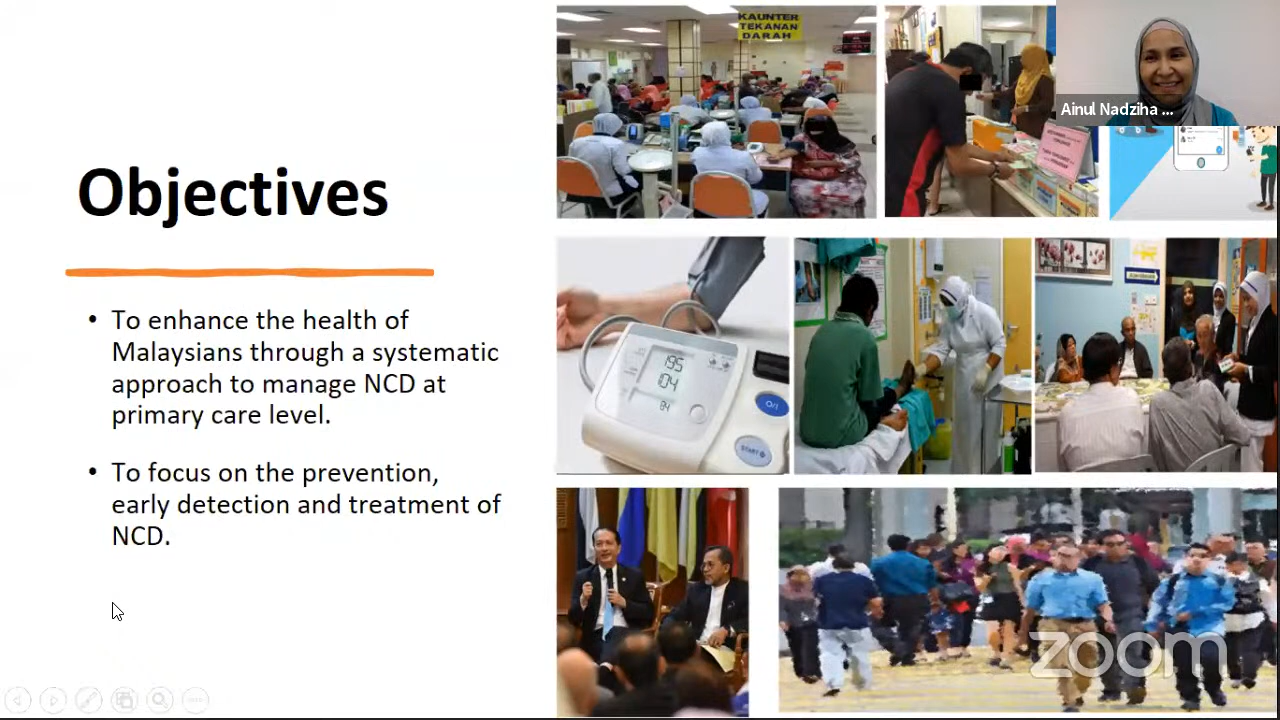 Objectives
• To enhance the health of
Malaysians through a systematic
approach to manage NCD at
primary care level.
• To focus on the prevention,
early detection and treatment of
NCD.
KAUNTER
TEKANAN
DARAH
Ainul Nadziha ...
195
104
84
O/I
START
zoom